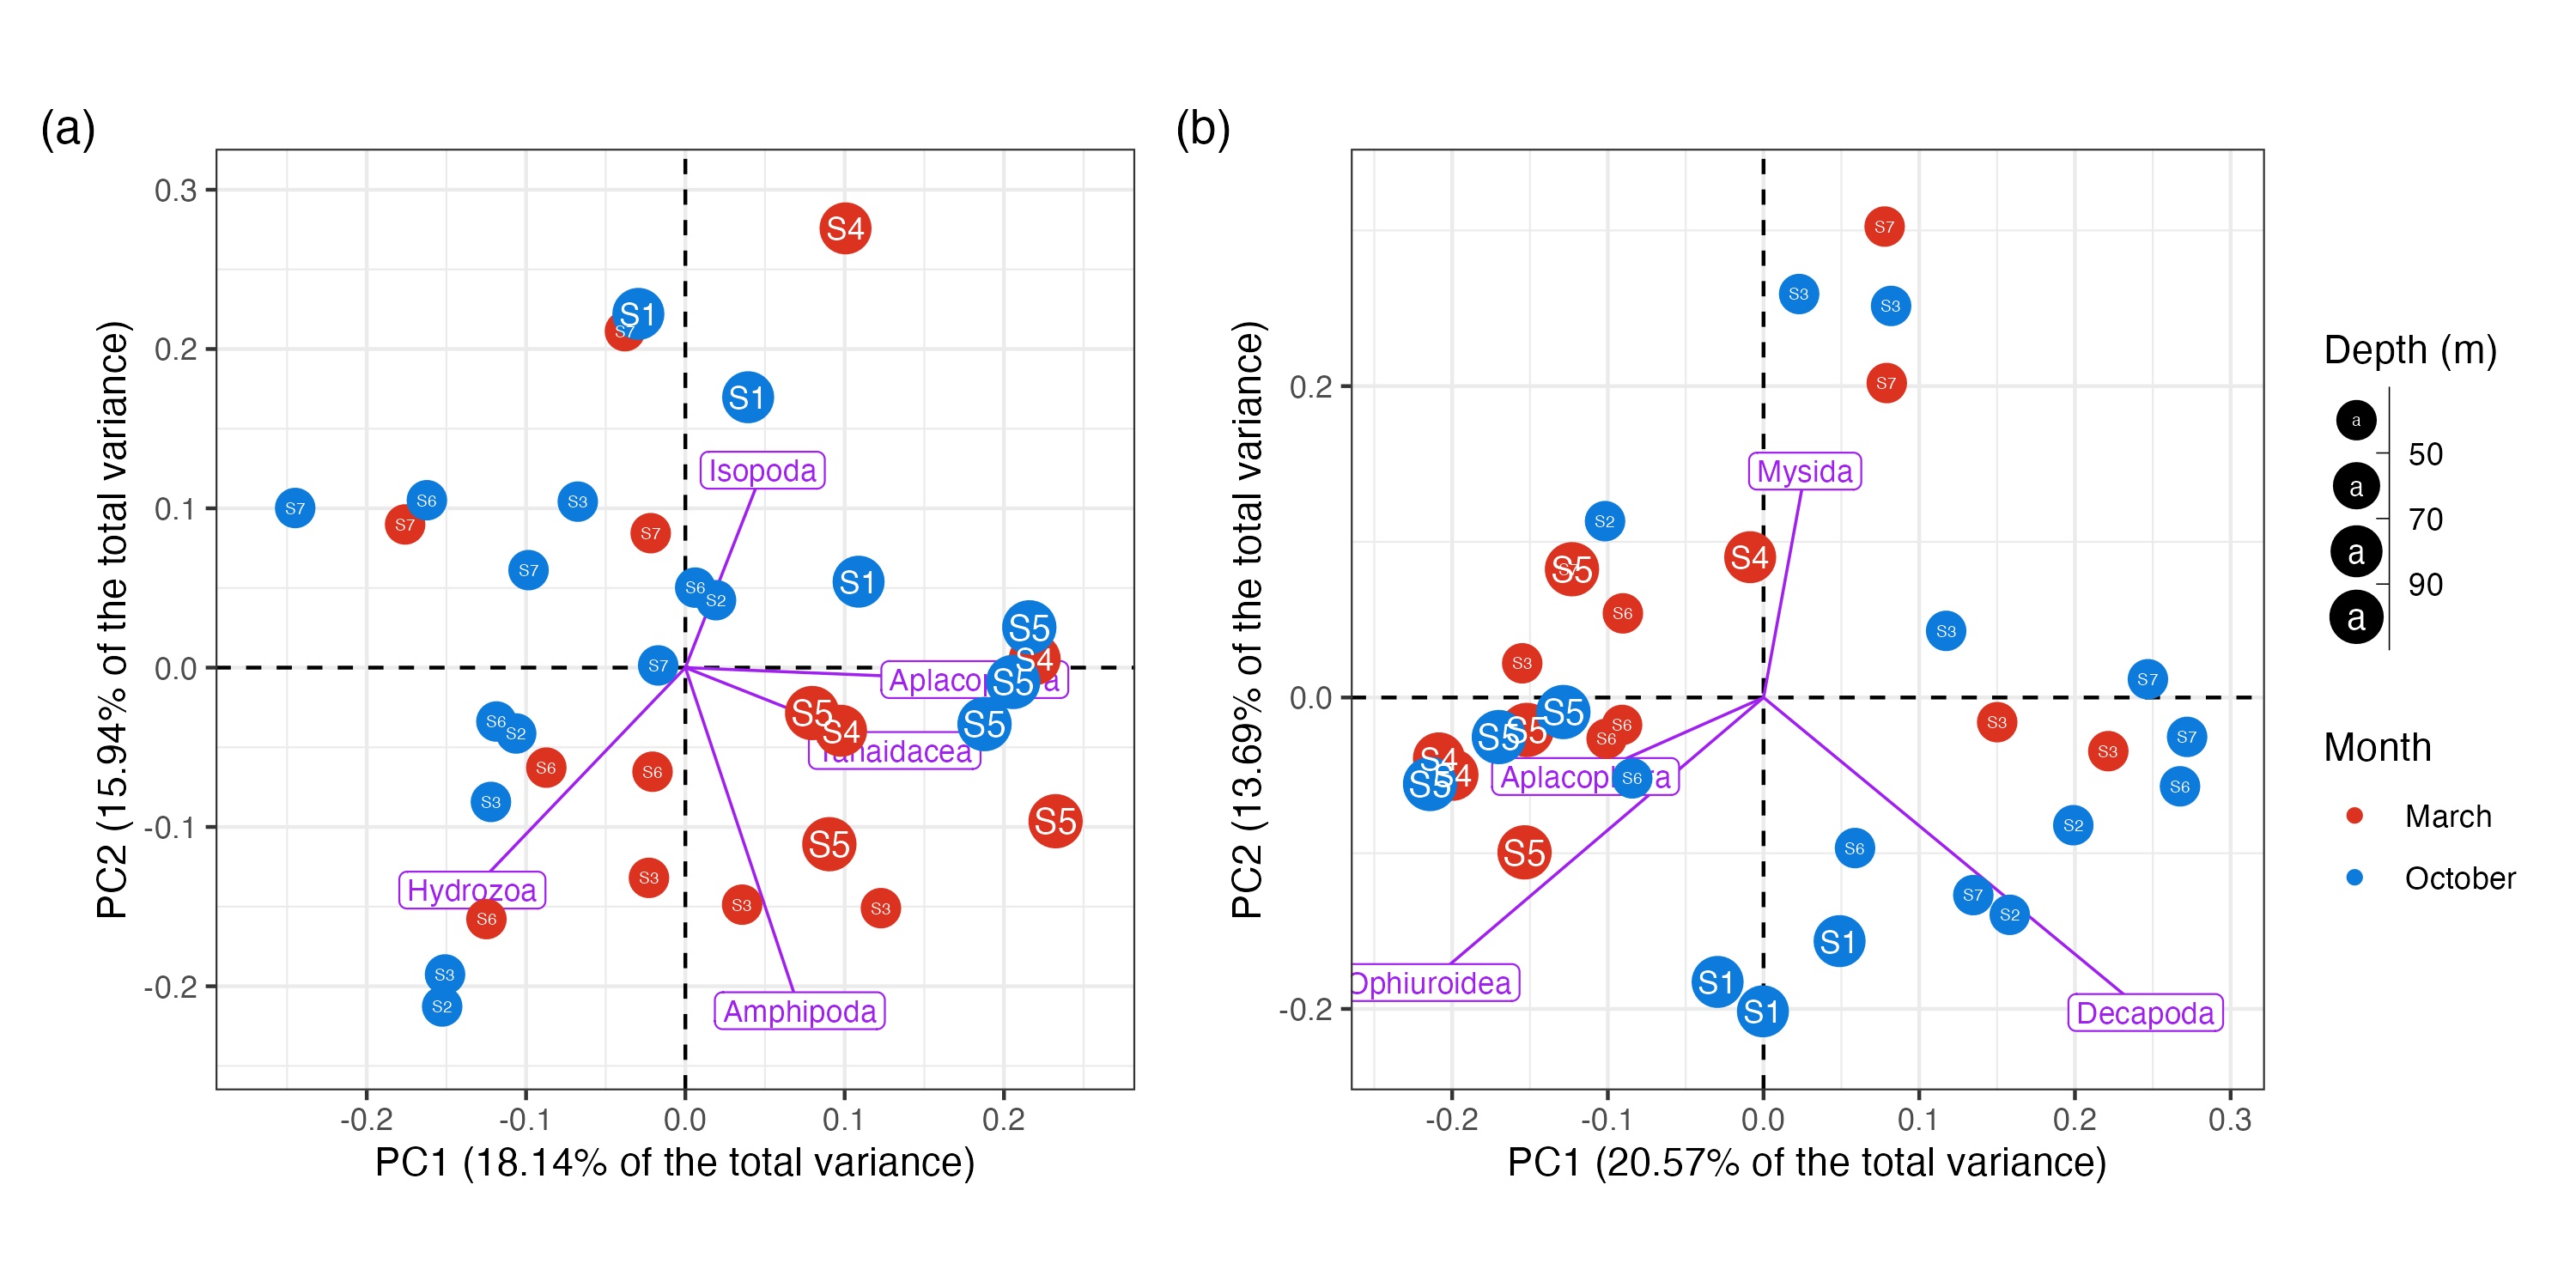 (a)
(b)
PC2 (15.94% of the total variance)
0.3
0.2
0.1
0.0
-0.1
-0.2
S4
S1
S7
S1
Isopoda
S7
S6
S3
S7
S7
S7
S6
S2
S1
S5
S4
S7
S5
S5
S5
S4
S6
S2
S6
S6
S3
S5
S5
Hydrozoa
S6
S3
S3
S3
S3
S2
Amphipoda
-0.2
-0.1
0.0
0.1
0.2
PC1 (18.14% of the total variance)
PC2 (13.69% of the total variance)
0.2
0.0
-0.2
S7
S3
S3
S7
Mysida
S2
S4
S5
S6
S3
S3
S7
S5
S5
S5
S6
S6
S3
S3
S7
S4
S4
S5
S6
S6
S2
S5
S6
S7
S2
S1
S1
S1
Ophiuroidea
Decapoda
-0.2
-0.1
0.0
0.1
0.2
0.3
PC1 (20.57% of the total variance)
Depth (m)
a
50
a
70
a
90
a
Month
March
October